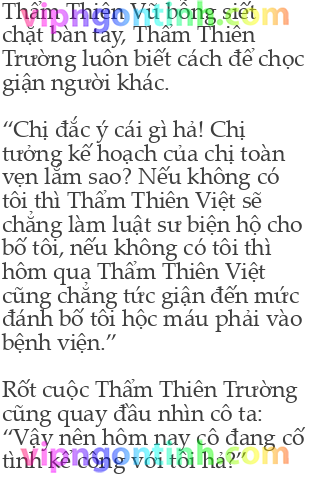 Thẩm Thiên Vũ bỗng siết
chặt bàn tay, Thẩm Thiên
Trường luôn biết cách để chọc
giận người khác.
“Chị đắc ý cái gì hả! Chị
tưởng kế hoạch của chị toàn
vẹn lắm sao? Nếu không có
tôi thì Thẩm Thiên Việt sẽ
chẳng làm luật sư biện hộ cho
bố tôi, nếu không có tôi thì
hôm qua Thẩm Thiên Việt
cũng chẳng tức giận đến mức
đánh bố tôi hộc máu phải vào
bệnh viện.”
Rốt cuộc Thẩm Thiên Trường
cũng quay đầu nhìn cô ta:
“Vậy nên hôm nay cô đang cố
tình kể công với tôi hả?”
vipngontinh.com
vipngontinh.com